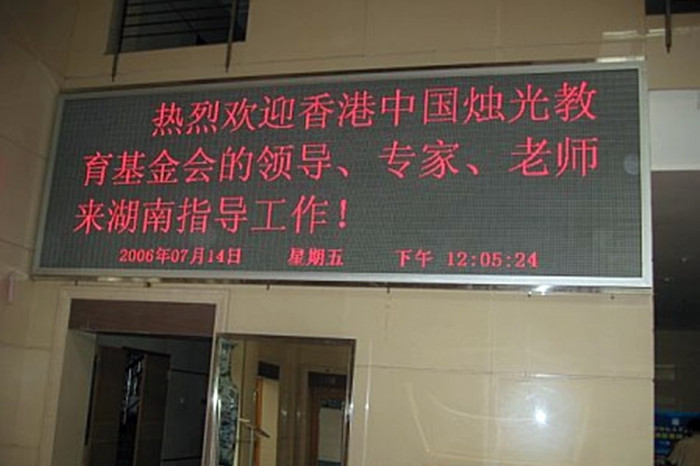 热烈欢迎香港中国烛光教
育基金会的领导、专家、老师
来湖南指导工作!
2006年07月14日 星期五 下午 12:05:24